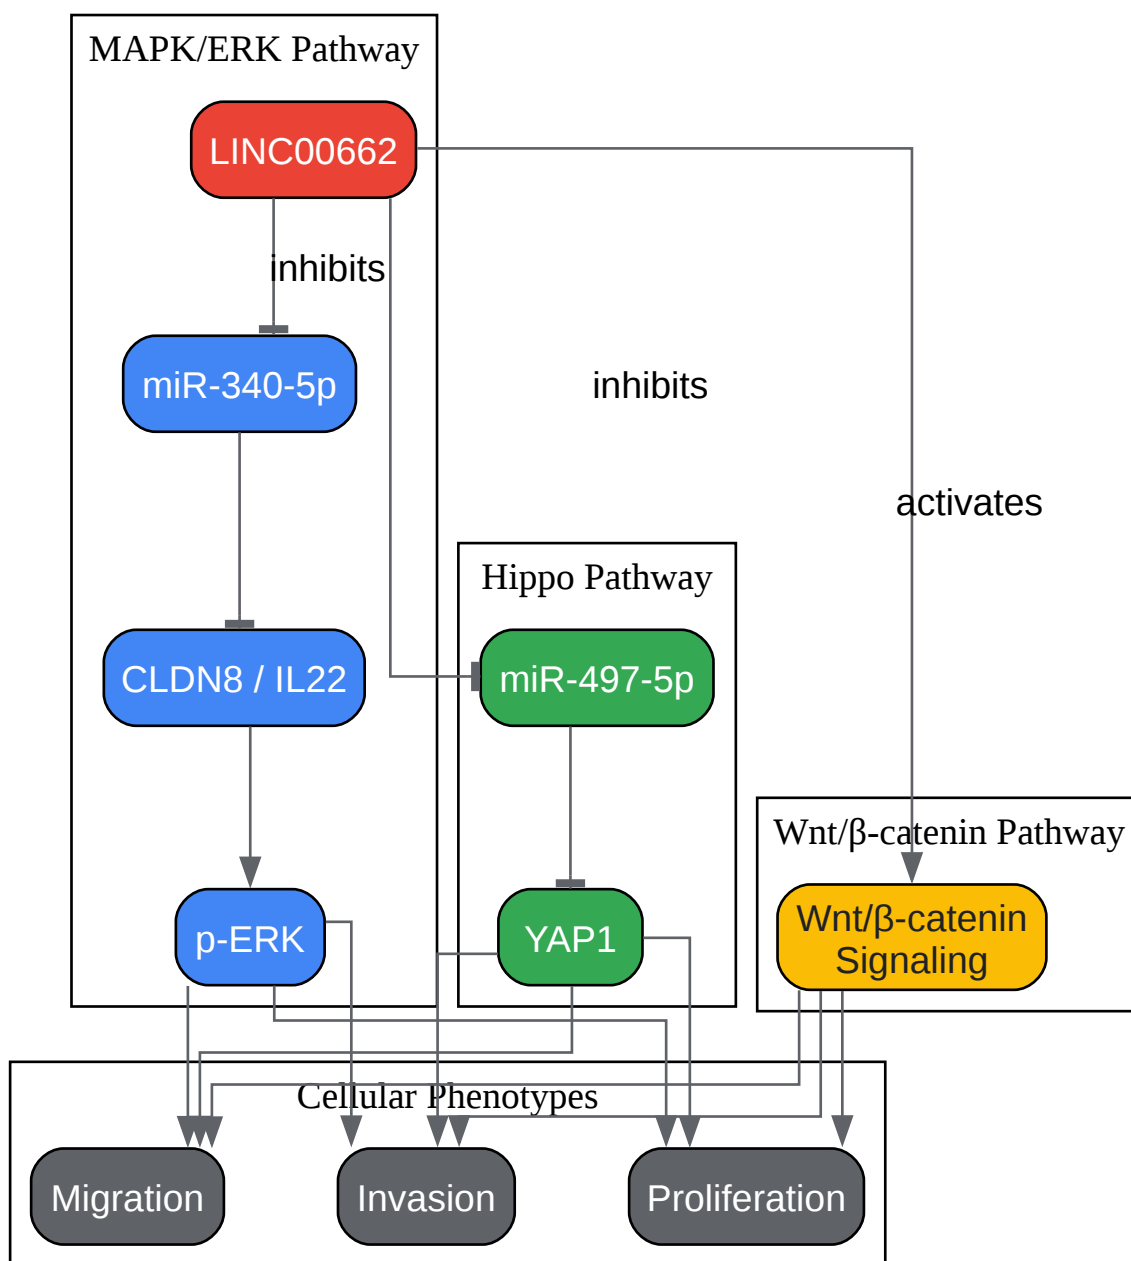 MAPK/ERK Pathway
LINC00662
inhibits
miR-340-5p
inhibits
activates
Hippo Pathway
CLDN8 / IL22
miR-497-5p
Wnt/β-catenin Pathway
p-ERK
YAP1
Wnt/β-catenin
Signaling
Cellular Phenotypes
Migration
Invasion
Proliferation